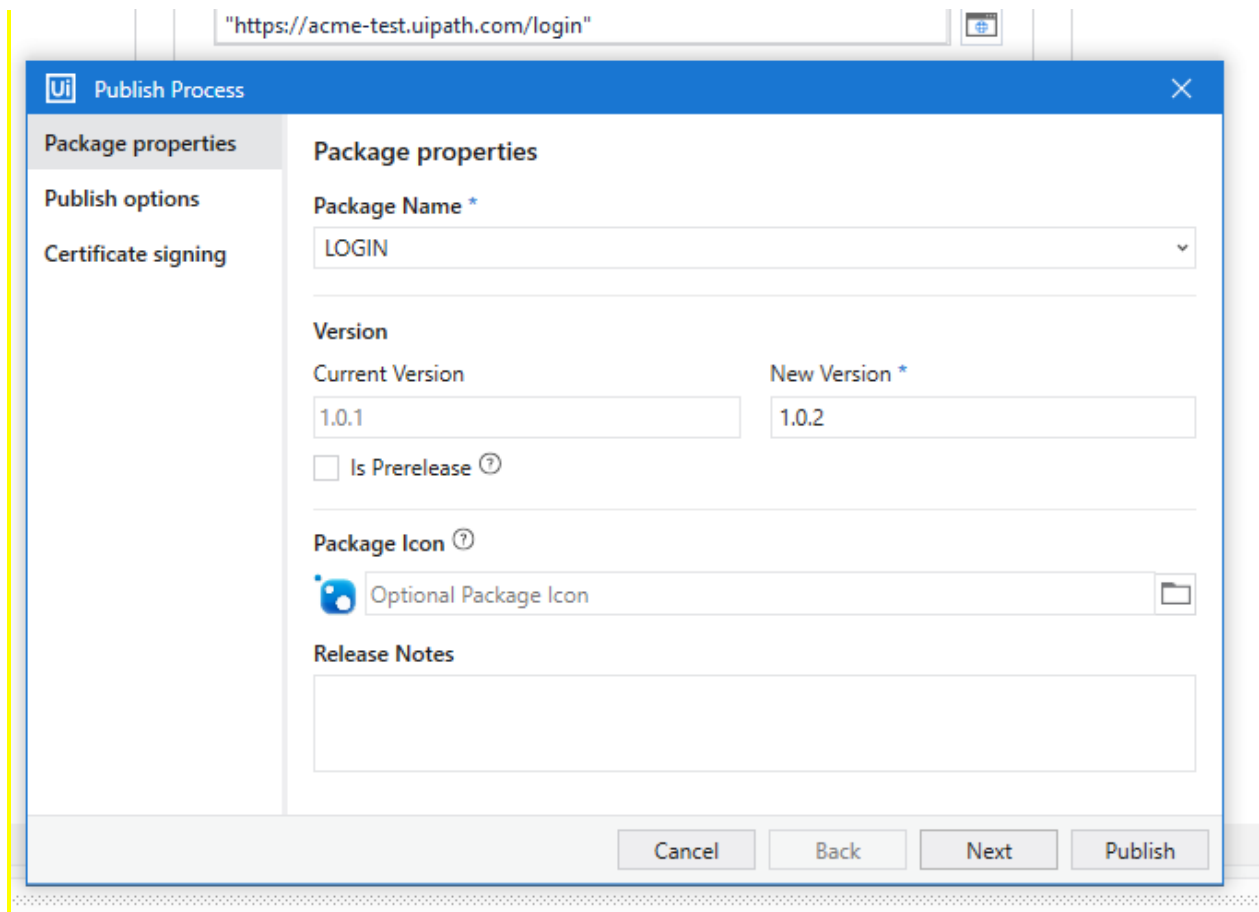 "https://acme-test.uipath.com/login"
Ui Publish Process
Package properties
Publish options
Certificate signing
Package properties
Package Name *
LOGIN
Version
Current Version New Version *
1.0.1 1.0.2
Is Prerelease ?
Package Icon ?
Optional Package Icon
Release Notes
Cancel Back Next Publish